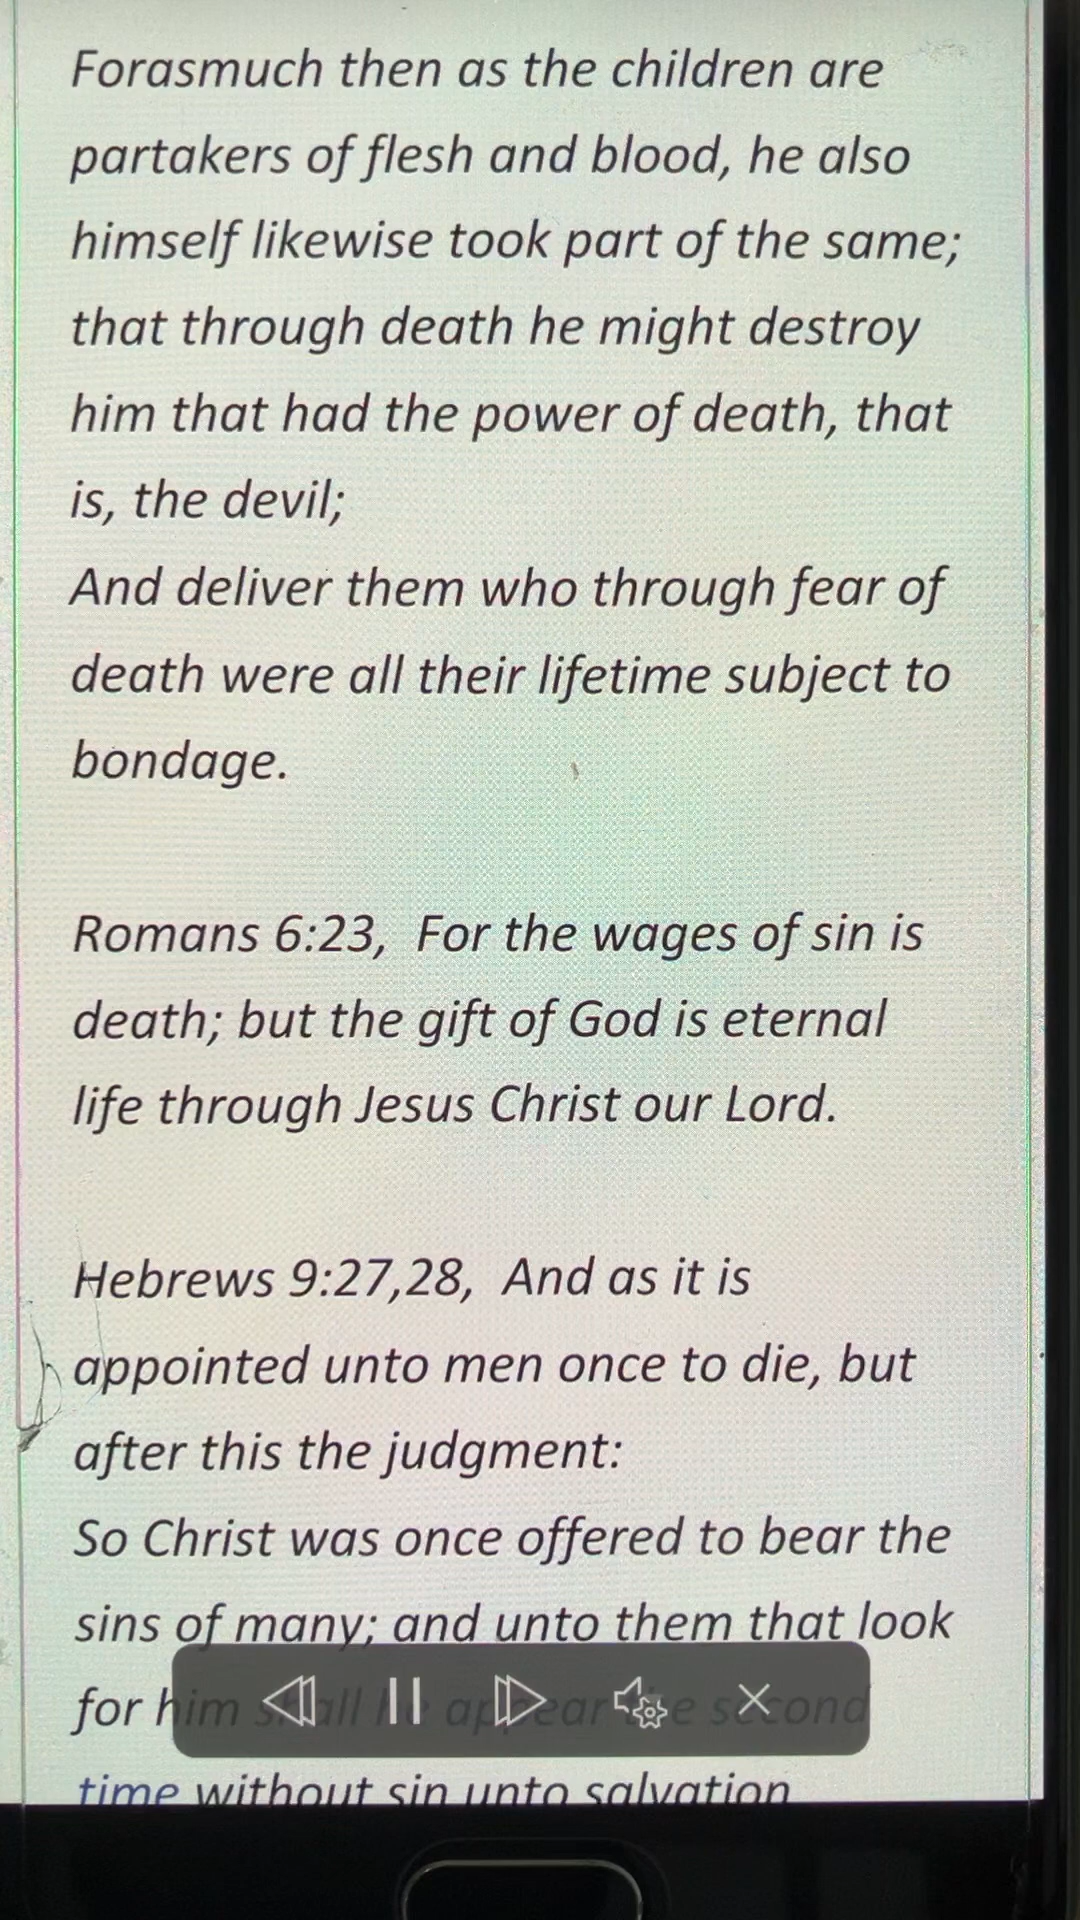 Forasmuch then as the children are
partakers of flesh and blood, he also
himself likewise took part of the same;
that through death he might destroy
him that had the power of death, that
is, the devil;
And deliver them who through fear of
death were all their lifetime subject to
bondage.
Romans 6:23, For the wages of sin is
death; but the gift of God is eternal
life through Jesus Christ our Lord.
Hebrews 9:27,28, And as it is
appointed unto men once to die, but
after this the judgment:
So Christ was once offered to bear the
sins of many; and unto them that look
for him shall he appear the second
time without sin unto salvation